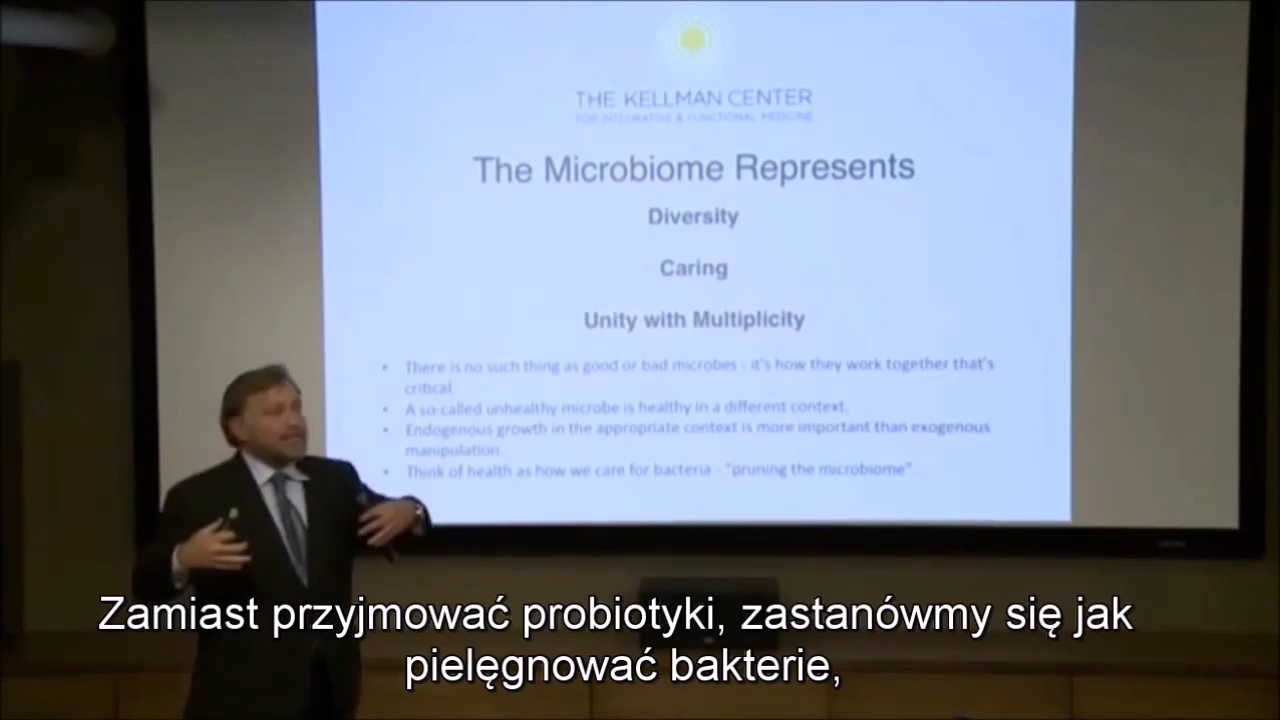 THE KELLMAN CENTER
FOR INTEGRATIVE & FUNCTIONAL MEDICINE
The Microbiome Represents
Diversity
Caring
Unity with Multiplicity
• There is no such thing as good or bad microbes - it's how they work together that's
critical.
• A so-called unhealthy microbe is healthy in a different context.
• Endogenous growth in the appropriate context is more important than exogenous
manipulation.
• Think of health as how we care for bacteria - "pruning the microbiome".
Zamiast przyjmować probiotyki, zastanówmy się jak
pielęgnować bakterie,